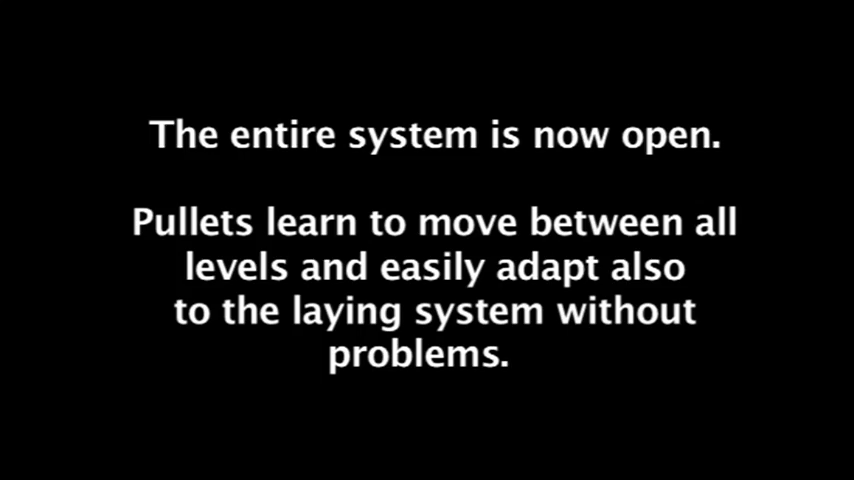 The entire system is now open.
Pullets learn to move between all
levels and easily adapt also
to the laying system without
problems.